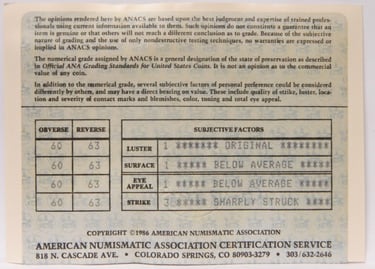 The opinions rendered here by ANACS are based upon the best judgment and expertise of trained profes-
sionals using current information available to them. Such opinions do not constitute a guarantee that an
item is genuine or that others will not reach a different conclusion as to grade. Because of the subjective
nature of grading and the use of only nondestructive testing techniques, no warranties are expressed or
implied in ANACS opinions.
The numerical grade assigned by ANACS is a general designation of the state of preservation as described
in Official ANA Grading Standards for United States Coins. It is not an opinion as to the commercial
value of any coin.
In addition to the numerical grade, several subjective factors of personal preference could be considered
differently by others, and may have a direct bearing on value. These include quality of strike, luster, loca-
tion and severity of contact marks and blemishes, color, toning and total eye appeal.
OBVERSE REVERSE
60 63
60 63
60 63
60 63
SUBJECTIVE FACTORS
LUSTER 1 ******* ORIGINAL ********
SURFACE 1 ***** BELOW AVERAGE *****
EYE APPEAL 1 ***** BELOW AVERAGE *****
STRIKE 3 ***** SHARPLY STRUCK ****
COPYRIGHT ©1986 AMERICAN NUMISMATIC ASSOCIATION
AMERICAN NUMISMATIC ASSOCIATION CERTIFICATION SERVICE
818 N. CASCADE AVE. • COLORADO SPRINGS, CO 80903-3279 • 303/632-2646